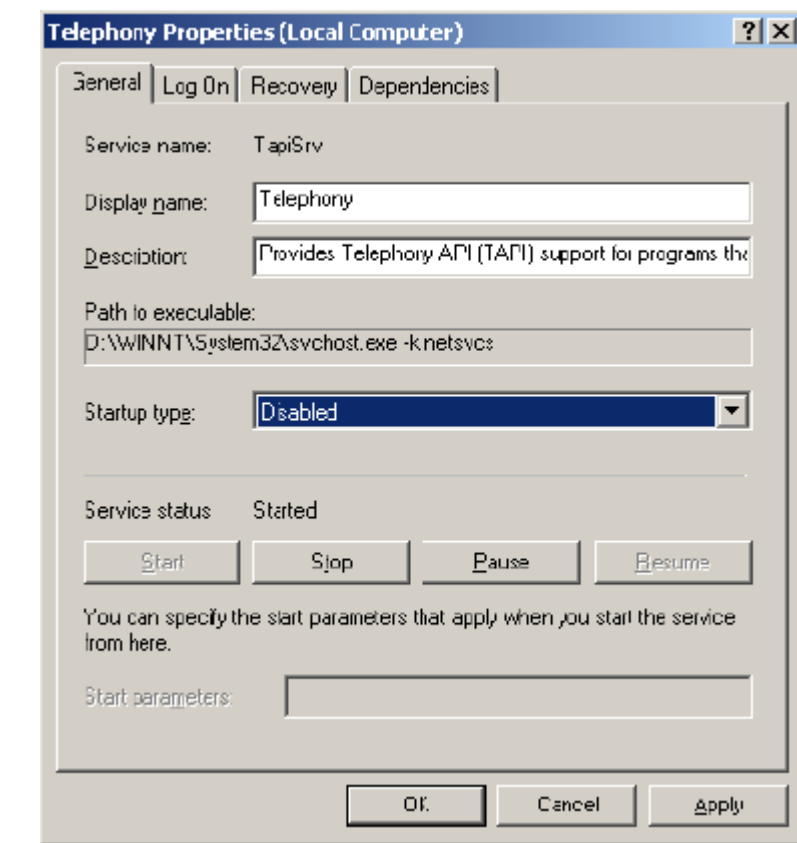 Telephony Properties (Local Computer)
General Log On Recovery Dependencies
Service name: TapiSrv
Display name: Telephony
Description: Provides Telephony API (TAPI) support for programs tha
Path to executable:
D:\WINNT\System32\svchost.exe -k netsvcs
Startup type: Disabled
Service status Started
Start Stop Pause Resume
You can specify the start parameters that apply when you start the service
from here.
Start parameters:
OK Cancel Apply